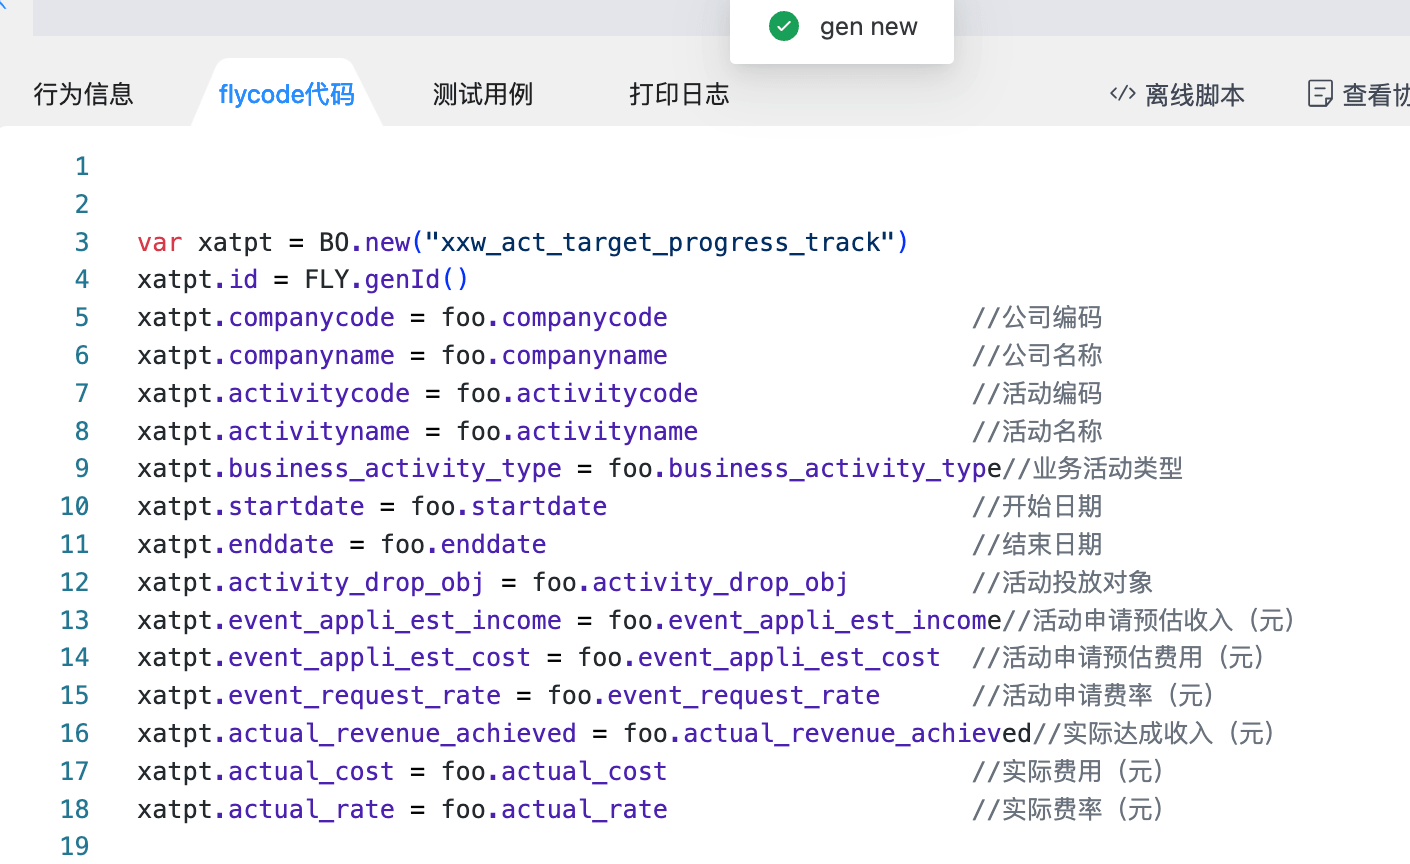 gen new
行为信息 flycode代码 测试用例 打印日志 </> 离线脚本 查看协
1
2
3 var xatpt = BO.new("xxw_act_target_progress_track")
4 xatpt.id = FLY.genId()
5 xatpt.companycode = foo.companycode //公司编码
6 xatpt.companyname = foo.companyname //公司名称
7 xatpt.activitycode = foo.activitycode //活动编码
8 xatpt.activityname = foo.activityname //活动名称
9 xatpt.business_activity_type = foo.business_activity_type//业务活动类型
10 xatpt.startdate = foo.startdate //开始日期
11 xatpt.enddate = foo.enddate //结束日期
12 xatpt.activity_drop_obj = foo.activity_drop_obj //活动投放对象
13 xatpt.event_appli_est_income = foo.event_appli_est_income//活动申请预估收入（元）
14 xatpt.event_appli_est_cost = foo.event_appli_est_cost //活动申请预估费用（元）
15 xatpt.event_request_rate = foo.event_request_rate //活动申请费率（元）
16 xatpt.actual_revenue_achieved = foo.actual_revenue_achieved//实际达成收入（元）
17 xatpt.actual_cost = foo.actual_cost //实际费用（元）
18 xatpt.actual_rate = foo.actual_rate //实际费率（元）
19